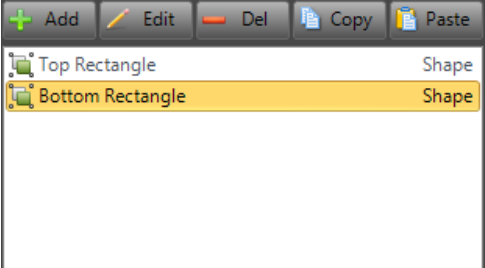 Add Edit Del Copy Paste
Top Rectangle Shape
Bottom Rectangle Shape